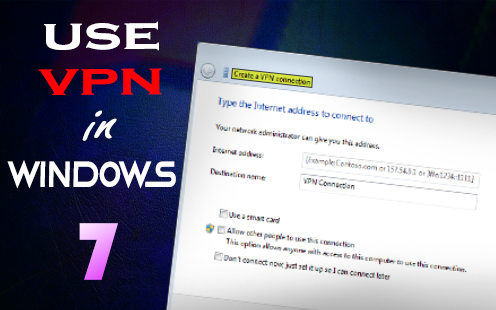 USE
VPN
in
WINDOWS
7
Create a VPN connection
Type the Internet address to connect to
Your network administrator can give you this address.
Internet address:
[Example:Contoso.com or 157.54.0.1 or 3ffe:1234::1111]
Destination name:
VPN Connection
Use a smart card
Allow other people to use this connection
This option allows anyone with access to this computer to use this connection.
Don't connect now; just set it up so I can connect later